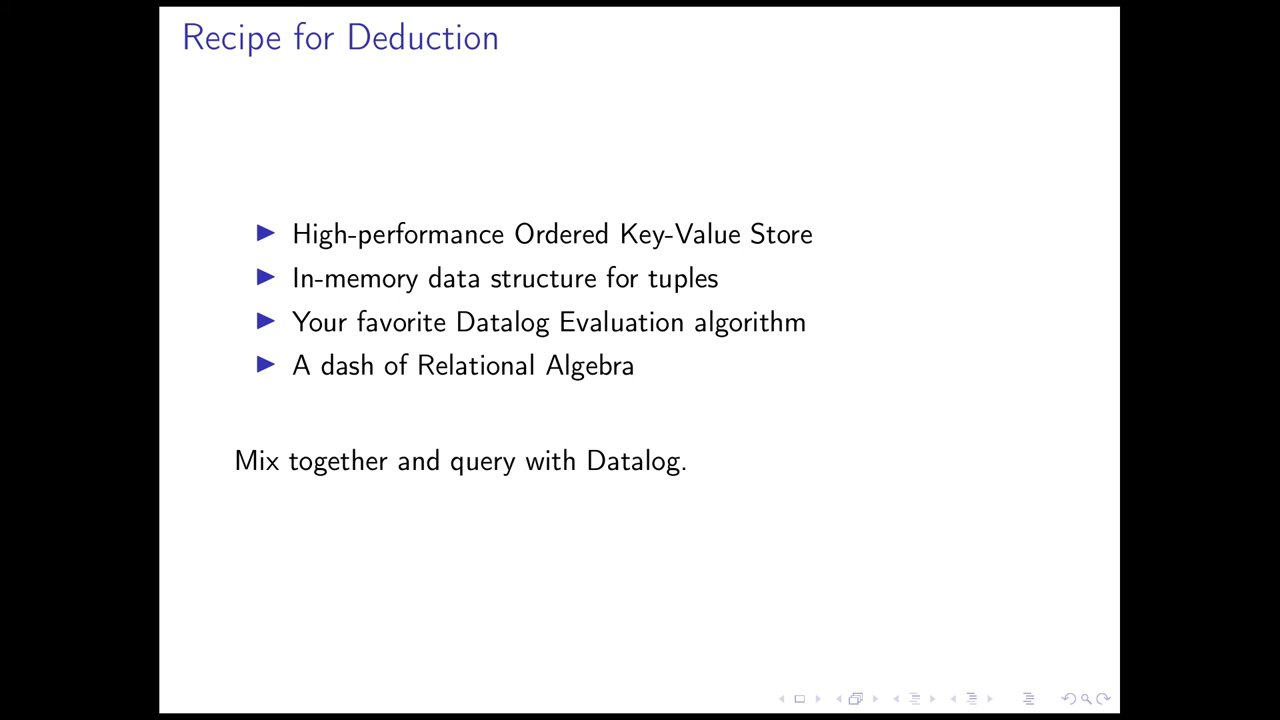 Recipe for Deduction
High-performance Ordered Key-Value Store
In-memory data structure for tuples
Your favorite Datalog Evaluation algorithm
A dash of Relational Algebra
Mix together and query with Datalog.